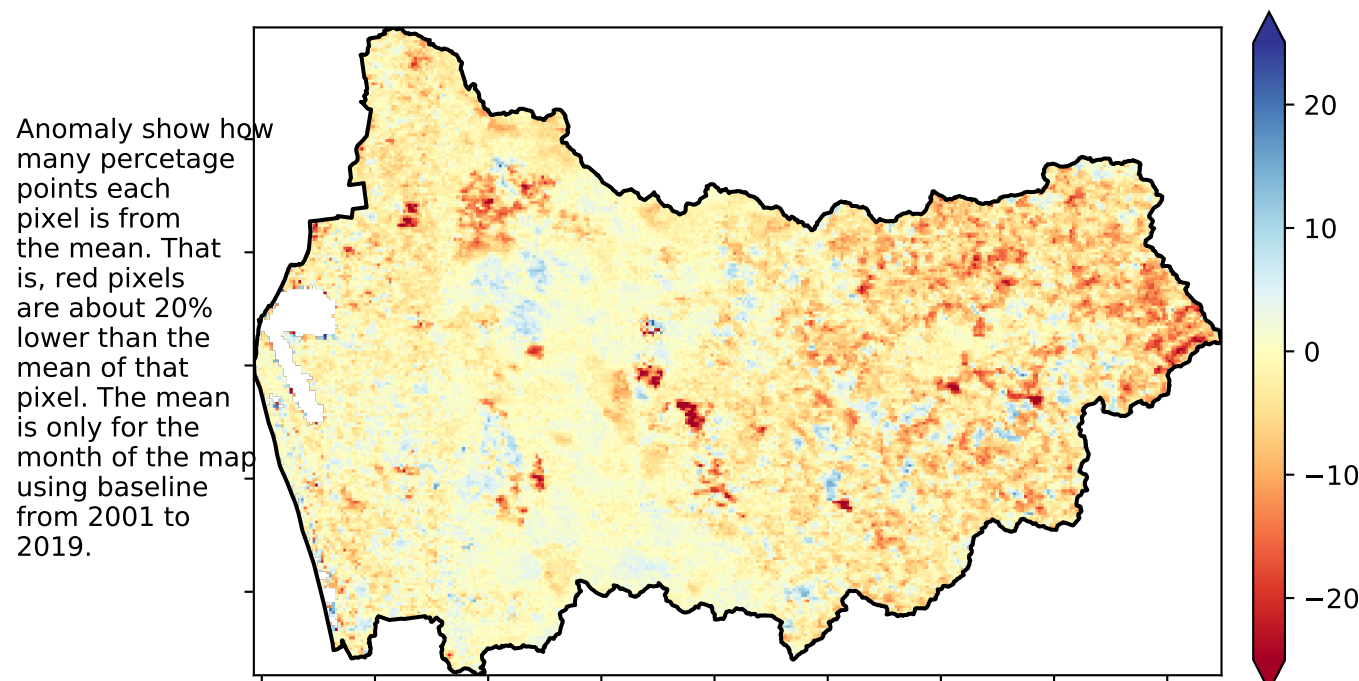 Anomaly show how
many percetage
points each
pixel is from
the mean. That
is, red pixels
are about 20%
lower than the
mean of that
pixel. The mean
is only for the
month of the map
using baseline
from 2001 to
2019.
20
10
0
−10
−20